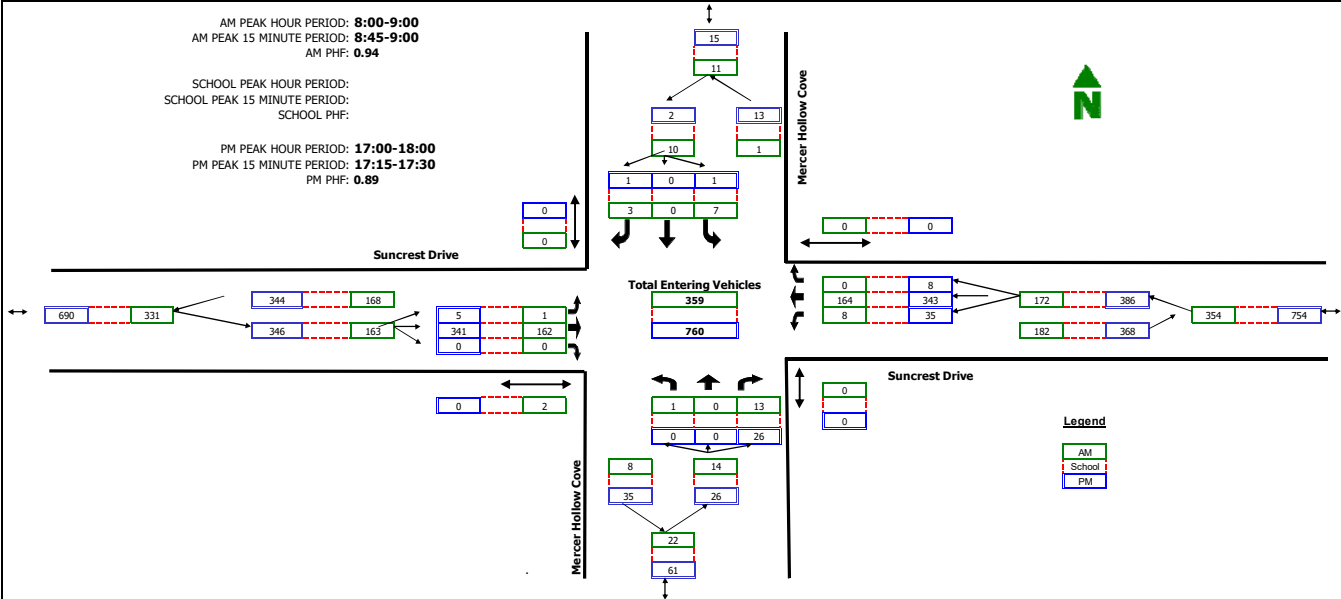 AM PEAK HOUR PERIOD: 8:00-9:00
AM PEAK 15 MINUTE PERIOD: 8:45-9:00
AM PHF: 0.94
SCHOOL PEAK HOUR PERIOD:
SCHOOL PEAK 15 MINUTE PERIOD:
SCHOOL PHF:
PM PEAK HOUR PERIOD: 17:00-18:00
PM PEAK 15 MINUTE PERIOD: 17:15-17:30
PM PHF: 0.89
15
11
2 13
10 1
1 0 1
3 0 7
Mercer Hollow Cove
N
0
0
0 0
Suncrest Drive
Total Entering Vehicles
359
760
690 331
344 168
346 163
5 1
341 162
0 0
0 8
164 343
8 35
172 386
182 368
354 754
Suncrest Drive
0 2
1 0 13
0 0 26
0
0
8 14
35 26
22
61
Mercer Hollow Cove
Legend
AM
School
PM